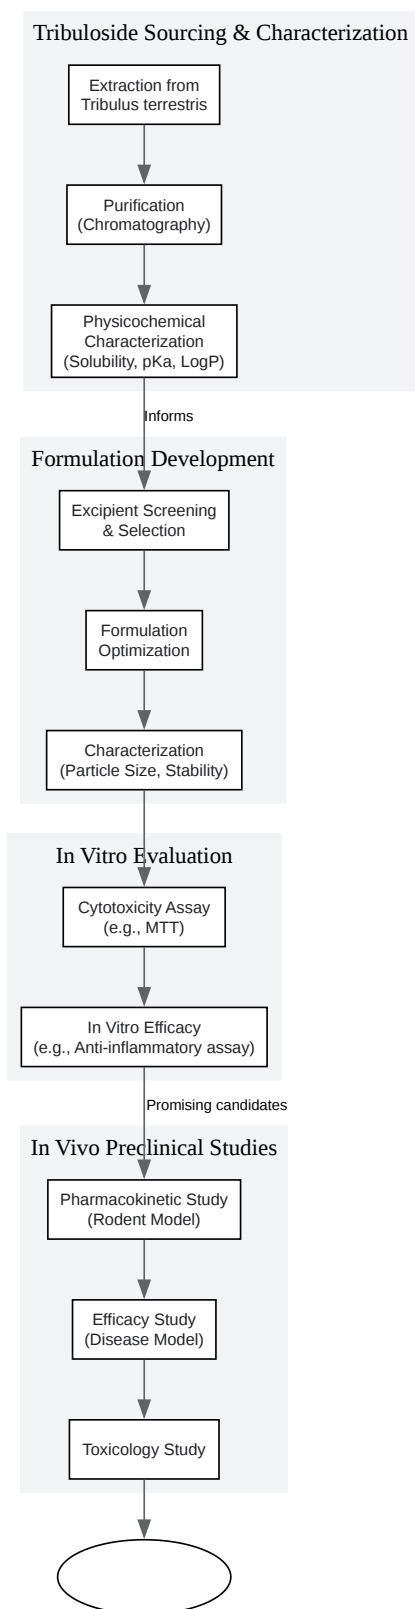 Tribuloside Sourcing & Characterization
Extraction from
Tribulus terrestris
Purification
(Chromatography)
Physicochemical
Characterization
(Solubility, pKa, LogP)
Informs
Formulation Development
Excipient Screening
& Selection
Formulation
Optimization
Characterization
(Particle Size, Stability)
In Vitro Evaluation
Cytotoxicity Assay
(e.g., MTT)
In Vitro Efficacy
(e.g., Anti-inflammatory assay)
Promising candidates
In Vivo Preclinical Studies
Pharmacokinetic Study
(Rodent Model)
Efficacy Study
(Disease Model)
Toxicology Study